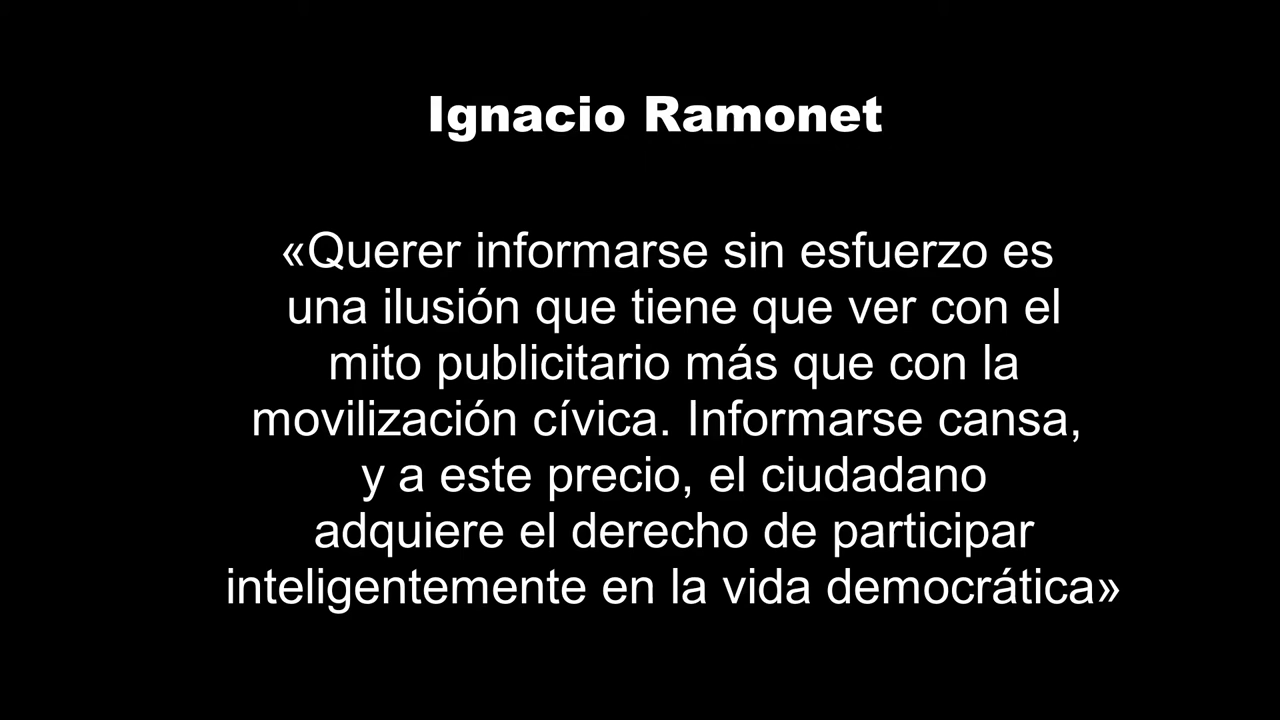 Ignacio Ramonet
«Querer informarse sin esfuerzo es
una ilusión que tiene que ver con el
mito publicitario más que con la
movilización cívica. Informarse cansa,
y a este precio, el ciudadano
adquiere el derecho de participar
inteligentemente en la vida democrática»